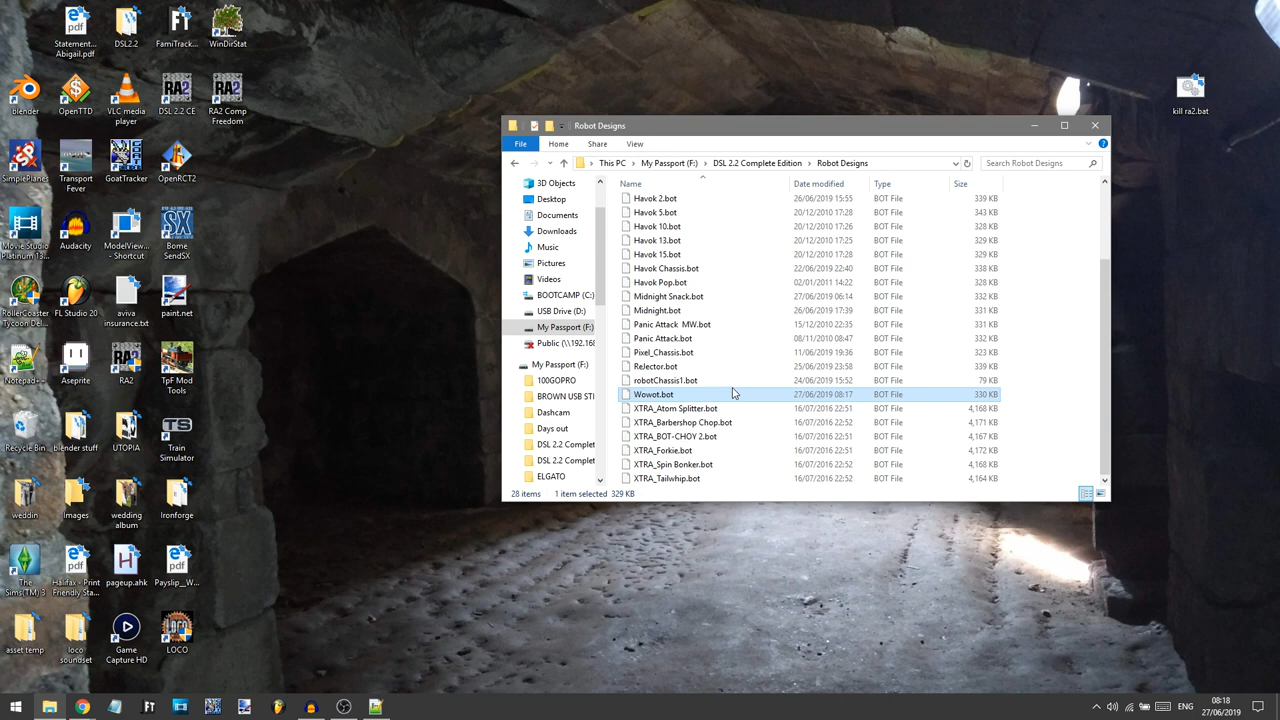 Statement...
Abigail.pdf
DSL2.2
FamiTrack...
WinDirStat
blender
OpenTTD
VLC media
player
DSL 2.2 CE
RA2 Comp
Freedom
SimplePlanes
Transport
Fever
GoatTracker
OpenRCT2
Movie Studio
Platinum 13...
Audacity
ModelView...
- Shortcut
Bome
SendSX
RollerCoaster
Tycoon Del...
FL Studio 20
aviva
insurance.txt
paint.net
Notepad++
Aseprite
RA2
TpF Mod
Tools
Recycle Bin
blender stuff
UTOPIA
Train
Simulator
weddin
Images
wedding
album
Ironforge
The
Sims(TM) 3
Halifax - Print
Friendly Sta...
pageup.ahk
Payslip__W...
asset temp
loco
soundset
Game
Capture HD
LOCO
kill ra2.bat
Robot Designs
File Home Share View
This PC › My Passport (F:) › DSL 2.2 Complete Edition › Robot Designs
Search Robot Designs
3D Objects
Desktop
Documents
Downloads
Music
Pictures
Videos
BOOTCAMP (C:)
USB Drive (D:)
My Passport (F:)
Public (\\192.168
My Passport (F:)
100GOPRO
BROWN USB STI
Dashcam
Days out
DSL 2.2 Complet
DSL 2.2 Complet
ELGATO
Name Date modified Type Size
Havok 2.bot 26/06/2019 15:55 BOT File 339 KB
Havok 5.bot 20/12/2010 17:28 BOT File 343 KB
Havok 10.bot 20/12/2010 17:26 BOT File 328 KB
Havok 13.bot 20/12/2010 17:25 BOT File 329 KB
Havok 15.bot 20/12/2010 17:28 BOT File 329 KB
Havok Chassis.bot 22/06/2019 22:40 BOT File 338 KB
Havok Pop.bot 02/01/2011 14:22 BOT File 328 KB
Midnight Snack.bot 27/06/2019 06:14 BOT File 332 KB
Midnight.bot 26/06/2019 17:39 BOT File 331 KB
Panic Attack  MW.bot 15/12/2010 22:35 BOT File 331 KB
Panic Attack.bot 08/11/2010 08:47 BOT File 332 KB
Pixel_Chassis.bot 11/06/2019 19:36 BOT File 323 KB
ReJector.bot 25/06/2019 23:58 BOT File 339 KB
robotChassis1.bot 24/06/2019 15:52 BOT File 79 KB
Wowot.bot 27/06/2019 08:17 BOT File 330 KB
XTRA_Atom Splitter.bot 16/07/2016 22:51 BOT File 4,168 KB
XTRA_Barbershop Chop.bot 16/07/2016 22:52 BOT File 4,171 KB
XTRA_BOT-CHOY 2.bot 16/07/2016 22:51 BOT File 4,167 KB
XTRA_Forkie.bot 16/07/2016 22:51 BOT File 4,172 KB
XTRA_Spin Bonker.bot 16/07/2016 22:52 BOT File 4,168 KB
XTRA_Tailwhip.bot 16/07/2016 22:52 BOT File 4,164 KB
28 items 1 item selected 329 KB
ENG
08:18
27/06/2019